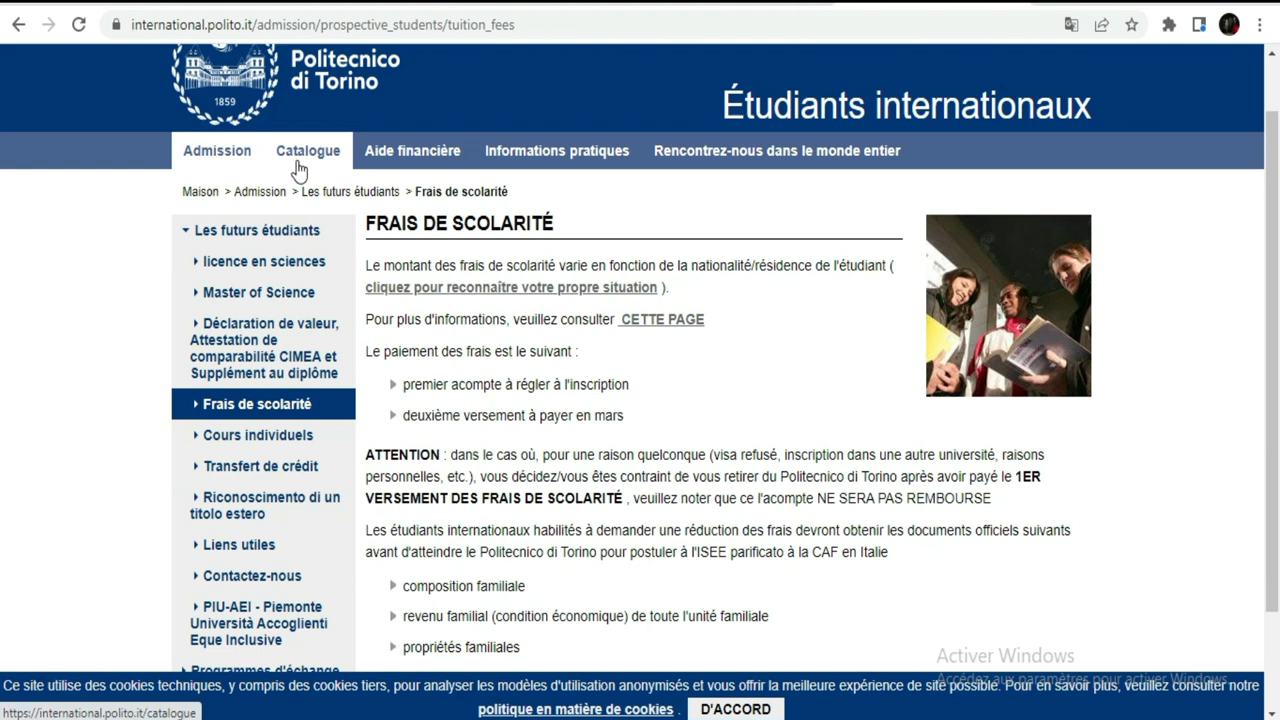 international.polito.it/admission/prospective_students/tuition_fees
Politecnico
di Torino
1859
Étudiants internationaux
Admission
Catalogue
Aide financière
Informations pratiques
Rencontrez-nous dans le monde entier
Maison > Admission > Les futurs étudiants > Frais de scolarité
Les futurs étudiants
licence en sciences
Master of Science
Déclaration de valeur,
Attestation de
comparabilité CIMEA et
Supplément au diplôme
Frais de scolarité
Cours individuels
Transfert de crédit
Riconoscimento di un
titolo estero
Liens utiles
Contactez-nous
PIU-AEI - Piemonte
Università Accoglienti
Eque Inclusive
Programmes d'échange
FRAIS DE SCOLARITÉ
Le montant des frais de scolarité varie en fonction de la nationalité/résidence de l'étudiant (
cliquez pour reconnaître votre propre situation ).
Pour plus d'informations, veuillez consulter CETTE PAGE
Le paiement des frais est le suivant :
premier acompte à régler à l'inscription
deuxième versement à payer en mars
ATTENTION : dans le cas où, pour une raison quelconque (visa refusé, inscription dans une autre université, raisons
personnelles, etc.), vous décidez/vous êtes contraint de vous retirer du Politecnico di Torino après avoir payé le 1ER
VERSEMENT DES FRAIS DE SCOLARITÉ , veuillez noter que ce l'acompte NE SERA PAS REMBOURSE
Les étudiants internationaux habilités à demander une réduction des frais devront obtenir les documents officiels suivants
avant d'atteindre le Politecnico di Torino pour postuler à l'ISEE parificato à la CAF en Italie
composition familiale
revenu familial (condition économique) de toute l'unité familiale
propriétés familiales
Activer Windows
Accédez aux paramètres pour activer Windows.
Ce site utilise des cookies techniques, y compris des cookies tiers, pour analyser les modèles d'utilisation anonymisés et vous offrir la meilleure expérience de site possible. Pour en savoir plus, veuillez consulter notre
politique en matière de cookies .
D'ACCORD
https://international.polito.it/catalogue